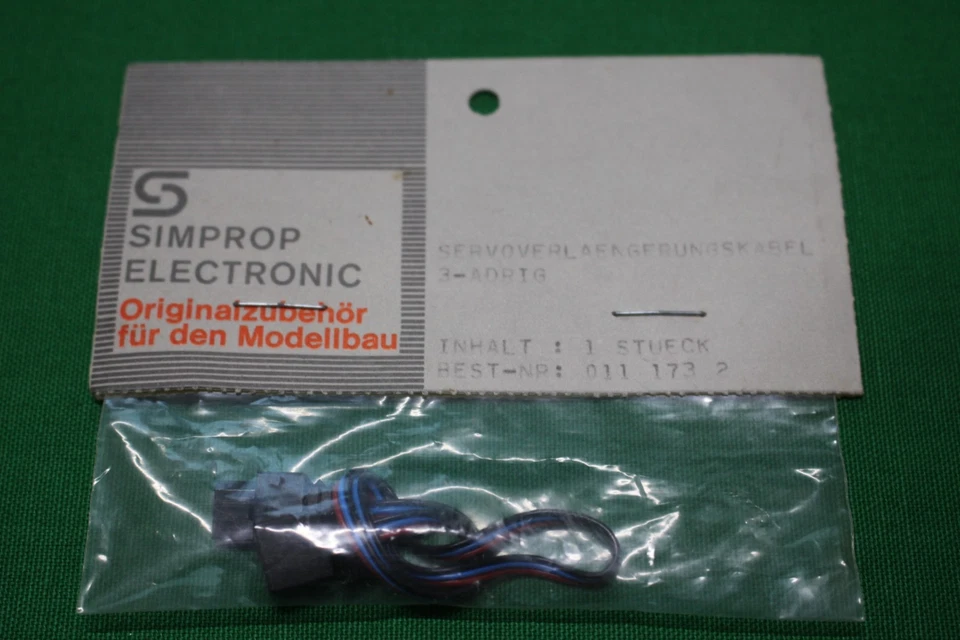 SIMPROP
ELECTRONIC
Originalzubehör
für den Modellbau
SERVOVERLAENGERUNGSKABEL
3-ADRIG
INHALT : 1 STUECK
BEST-NR: 011 173 2